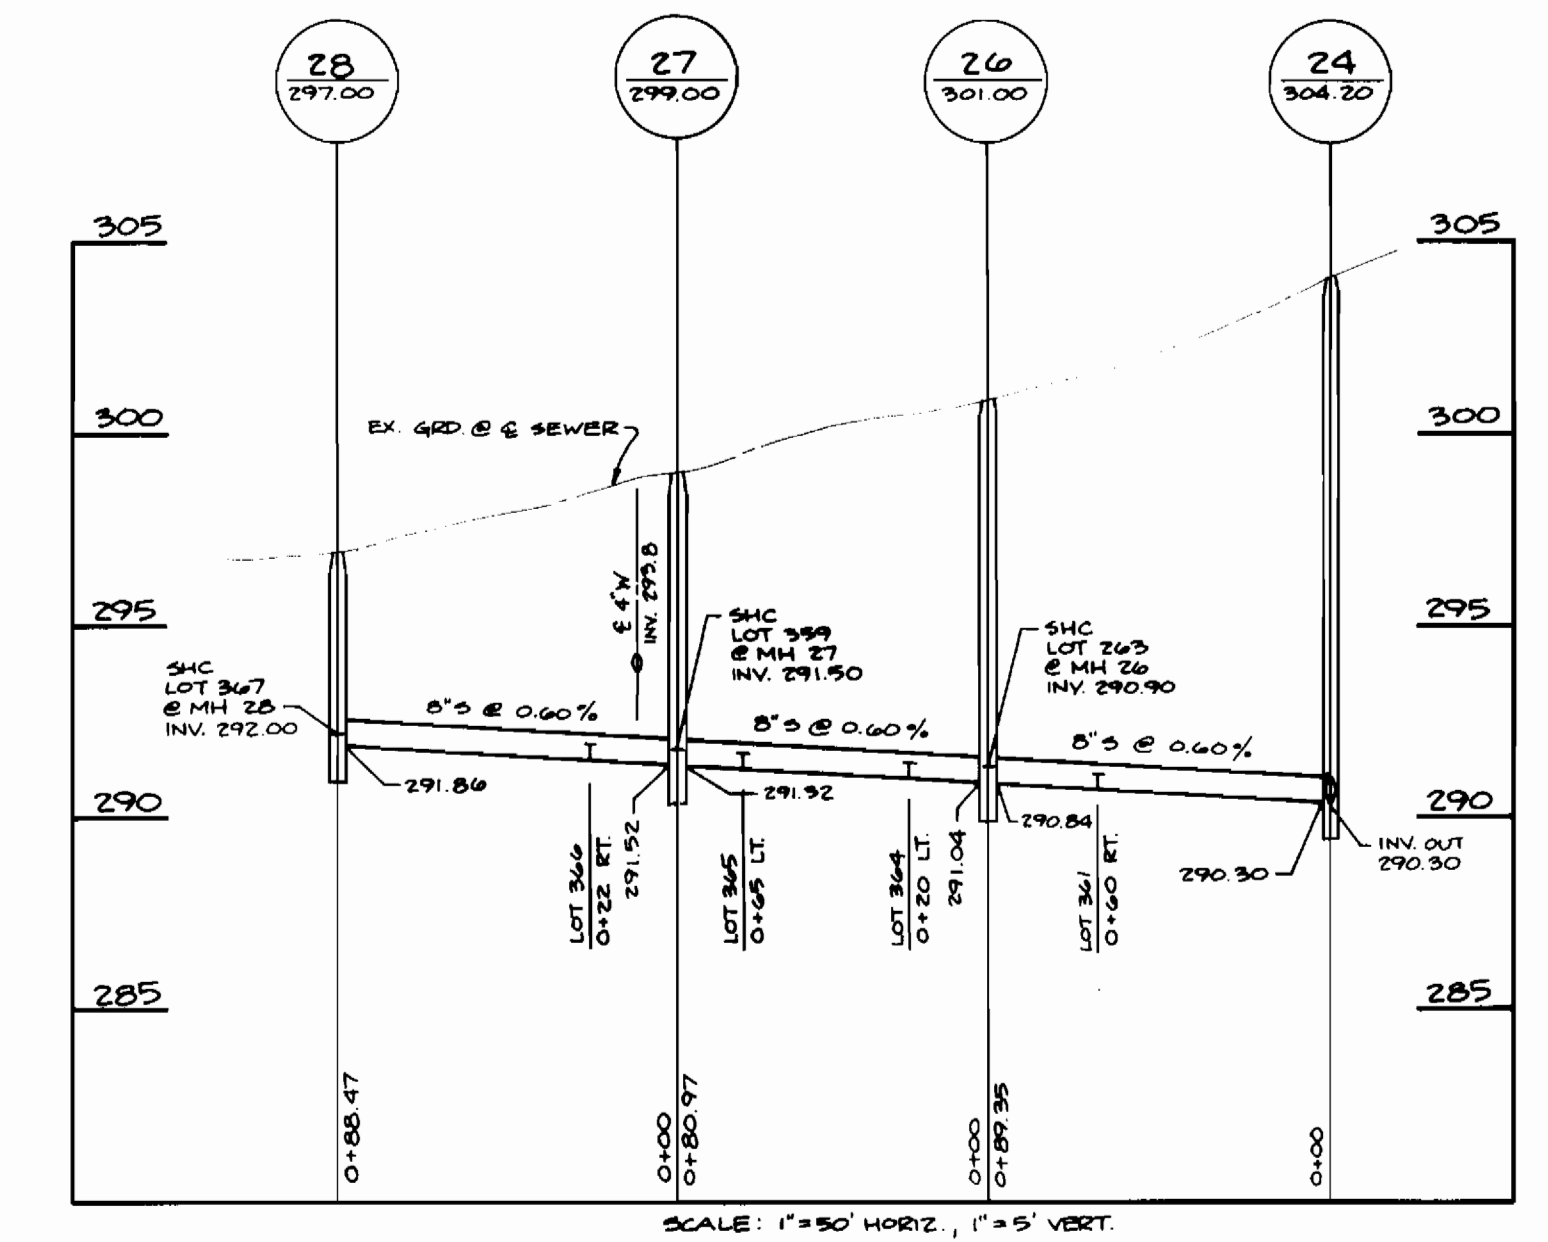 28
297.00
27
299.00
26
301.00
24
304.20
305
305
300
300
EX. GRD. @ ℄ SEWER
295
295
℄ 4"W
INV. 293.8
SHC
LOT 367
@ MH 28
INV. 292.00
SHC
LOT 359
@ MH 27
INV. 291.50
SHC
LOT 263
@ MH 26
INV. 290.90
8"S @ 0.60%
8"S @ 0.60%
8"S @ 0.60%
291.86
291.52
291.32
291.04
290.84
290.30
INV. OUT
290.30
290
290
LOT 366
0+22 RT.
LOT 365
0+65 LT.
LOT 364
0+20 LT.
LOT 361
0+60 RT.
285
285
0+88.47
0+00
0+80.97
0+00
0+89.35
0+00
SCALE: 1"=50' HORIZ., 1"=5' VERT.